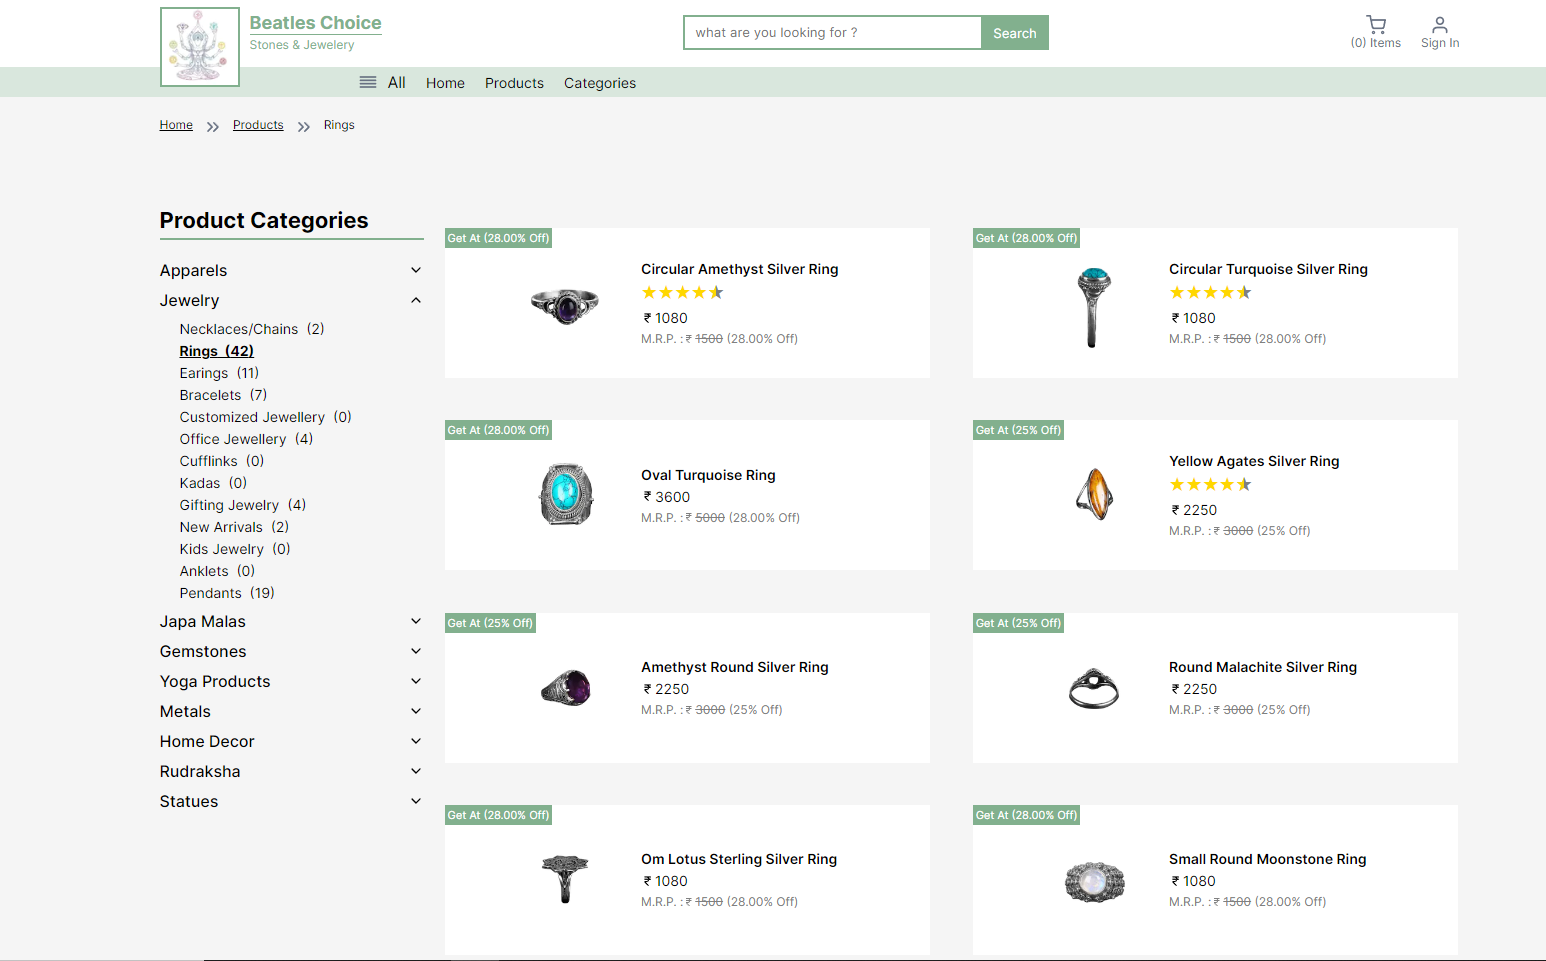 Beatles Choice
Stones & Jewelery
what are you looking for ?
Search
(0) Items
Sign In
All
Home
Products
Categories
Home
Products
Rings
Product Categories
Apparels
Jewelry
Necklaces/Chains (2)
Rings (42)
Earings (11)
Bracelets (7)
Customized Jewellery (0)
Office Jewellery (4)
Cufflinks (0)
Kadas (0)
Gifting Jewelry (4)
New Arrivals (2)
Kids Jewelry (0)
Anklets (0)
Pendants (19)
Japa Malas
Gemstones
Yoga Products
Metals
Home Decor
Rudraksha
Statues
Get At (28.00% Off)
Circular Amethyst Silver Ring
₹ 1080
M.R.P. : ₹ 1500 (28.00% Off)
Get At (28.00% Off)
Circular Turquoise Silver Ring
₹ 1080
M.R.P. : ₹ 1500 (28.00% Off)
Get At (28.00% Off)
Oval Turquoise Ring
₹ 3600
M.R.P. : ₹ 5000 (28.00% Off)
Get At (25% Off)
Yellow Agates Silver Ring
₹ 2250
M.R.P. : ₹ 3000 (25% Off)
Get At (25% Off)
Amethyst Round Silver Ring
₹ 2250
M.R.P. : ₹ 3000 (25% Off)
Get At (25% Off)
Round Malachite Silver Ring
₹ 2250
M.R.P. : ₹ 3000 (25% Off)
Get At (28.00% Off)
Om Lotus Sterling Silver Ring
₹ 1080
M.R.P. : ₹ 1500 (28.00% Off)
Get At (28.00% Off)
Small Round Moonstone Ring
₹ 1080
M.R.P. : ₹ 1500 (28.00% Off)